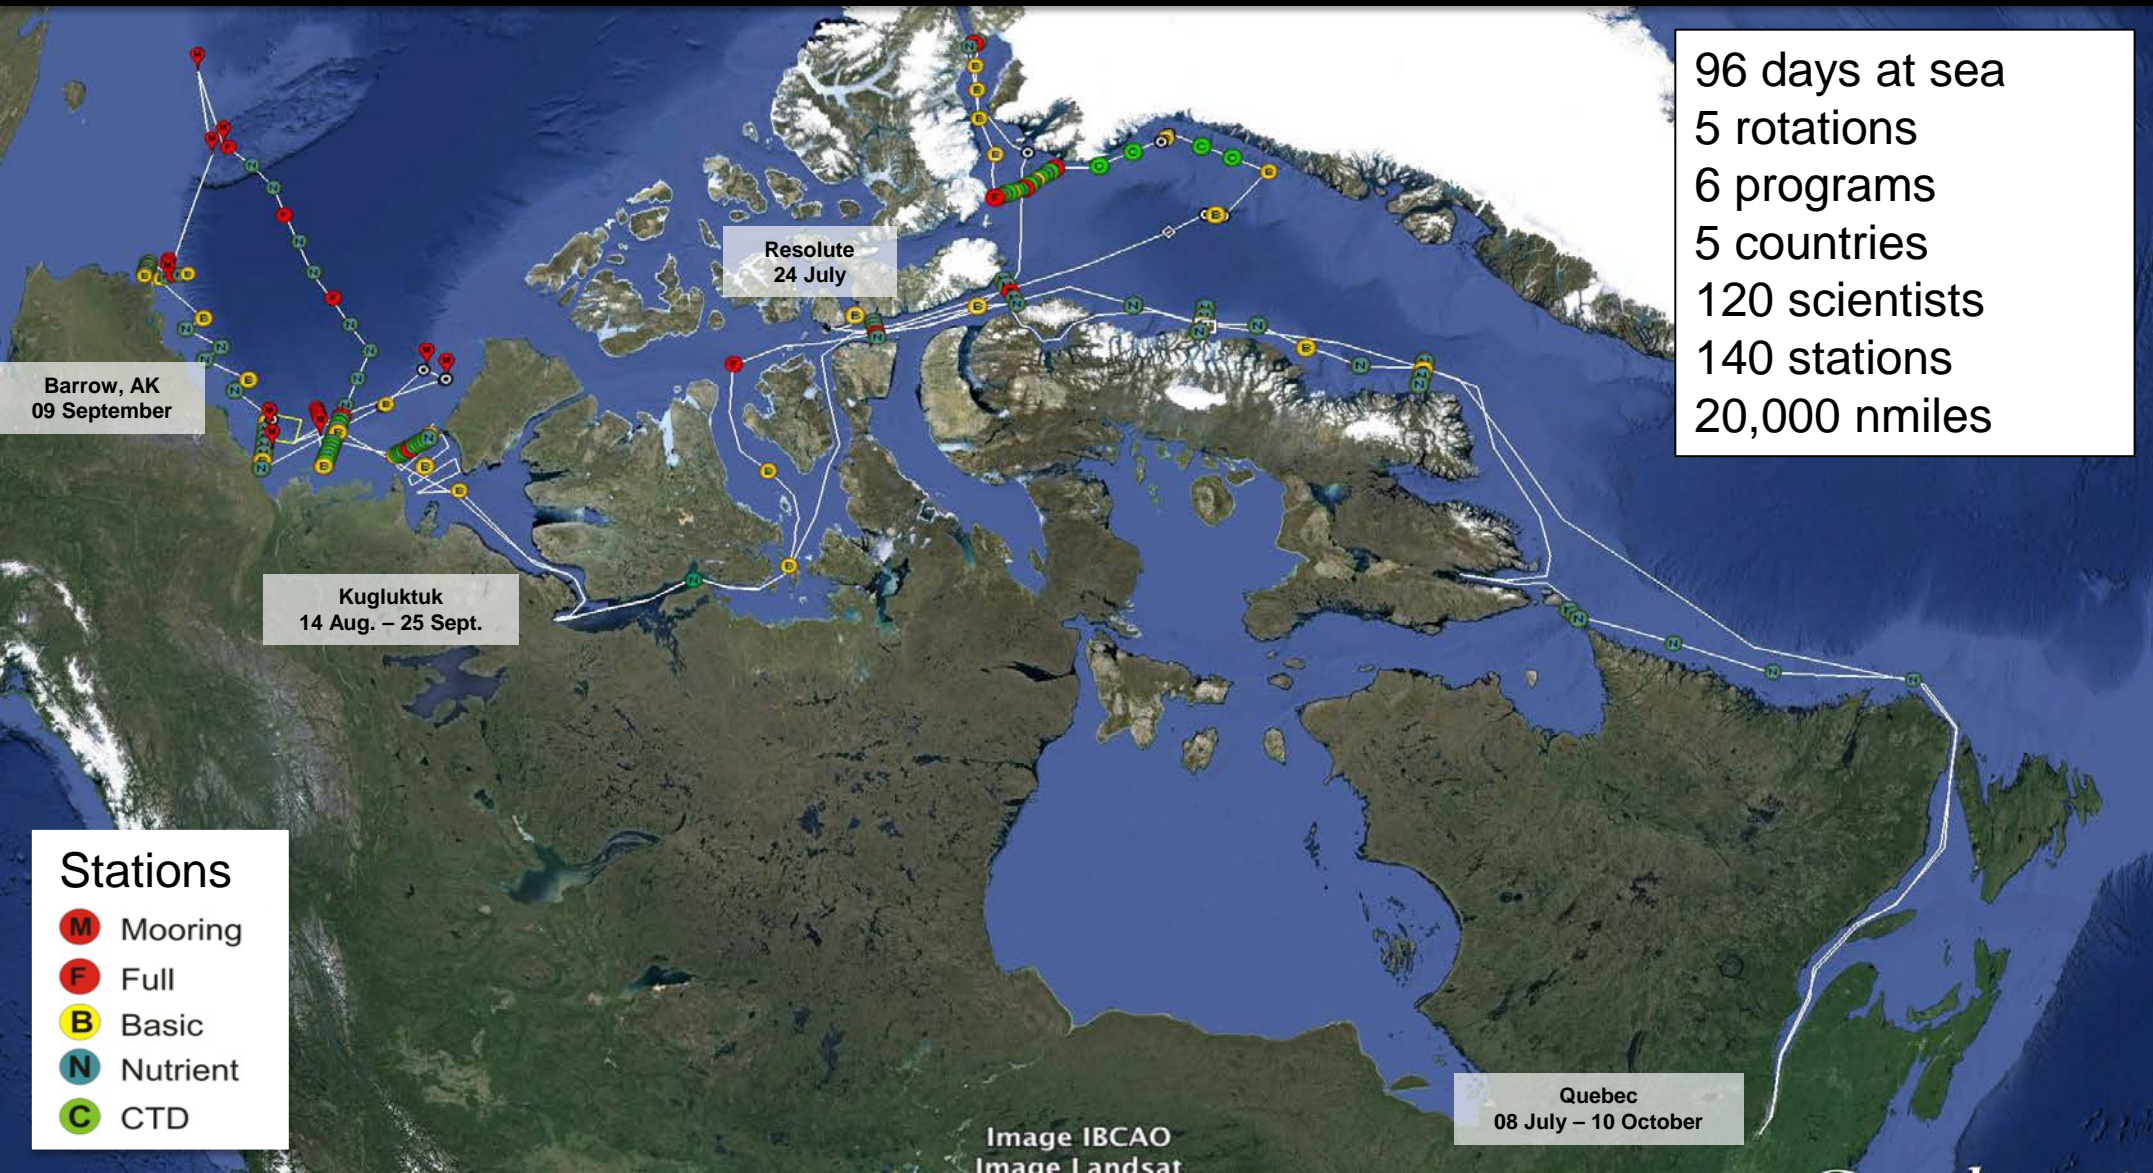 96 days at sea
5 rotations
6 programs
5 countries
120 scientists
140 stations
20,000 nmiles
Resolute
24 July
Barrow, AK
09 September
Kugluktuk
14 Aug. – 25 Sept.
Stations
M Mooring
F Full
B Basic
N Nutrient
C CTD
Quebec
08 July – 10 October
Image IBCAO
Image Landsat